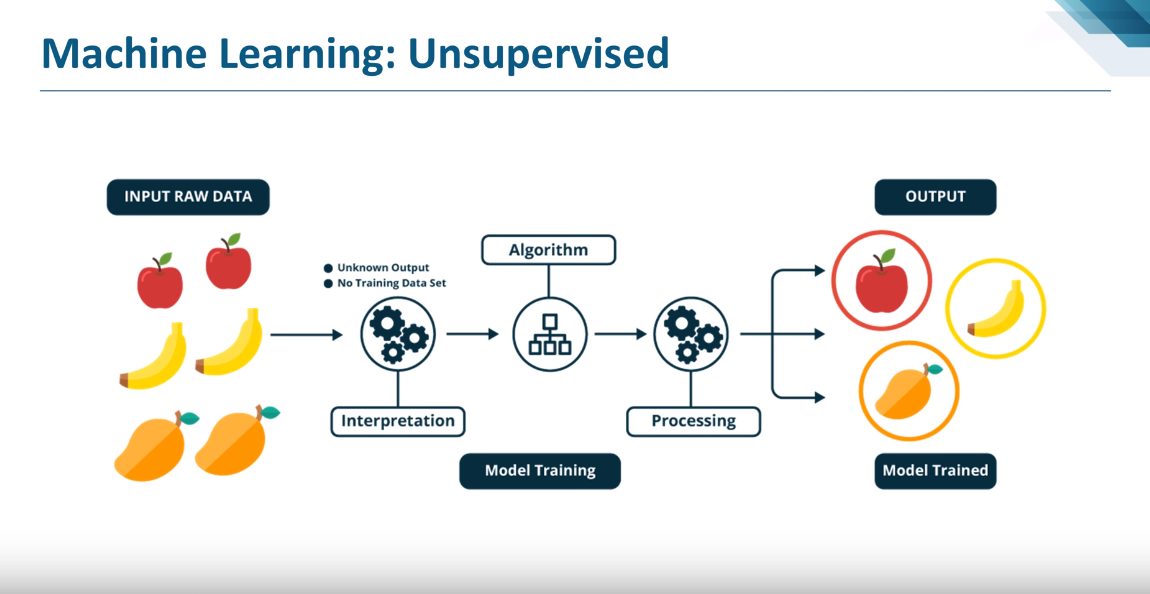 Machine Learning: Unsupervised
INPUT RAW DATA
OUTPUT
Algorithm
Unknown Output
No Training Data Set
Interpretation
Processing
Model Training
Model Trained